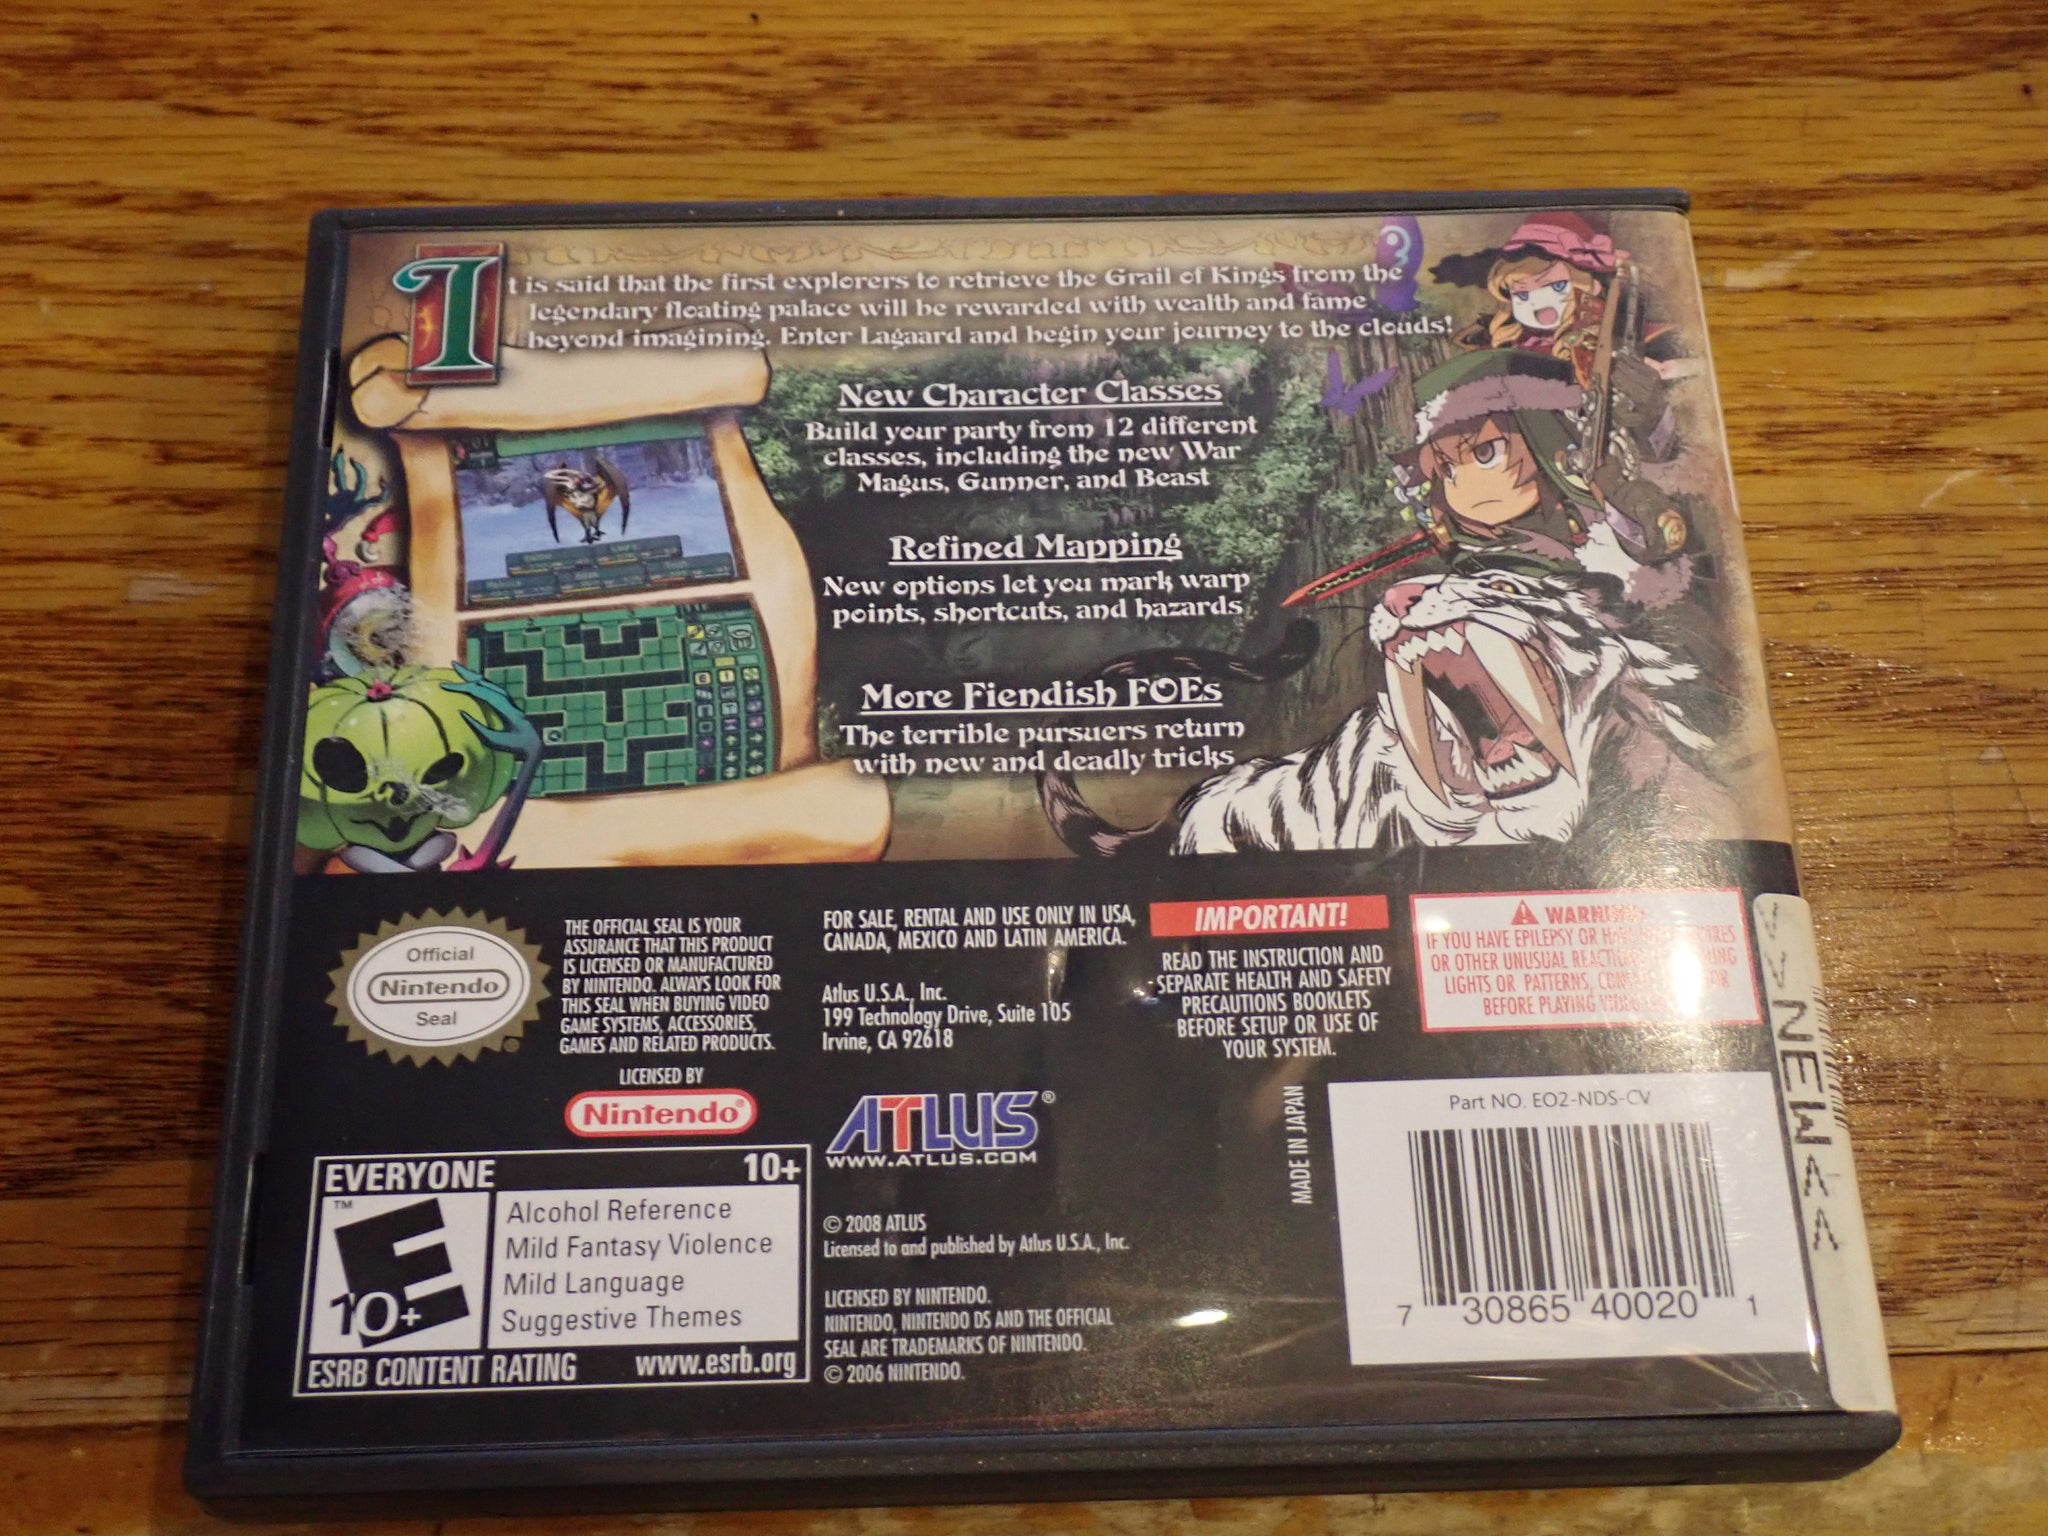 It is said that the first explorers to retrieve the Grail of Kings from the
legendary floating palace will be rewarded with wealth and fame
beyond imagining. Enter Lagaard and begin your journey to the clouds!
New Character Classes
Build your party from 12 different
classes, including the new War
Magus, Gunner, and Beast
Refined Mapping
New options let you mark warp
points, shortcuts, and hazards
More Fiendish FOEs
The terrible pursuers return
with new and deadly tricks
Official
Nintendo
Seal
THE OFFICIAL SEAL IS YOUR
ASSURANCE THAT THIS PRODUCT
IS LICENSED OR MANUFACTURED
BY NINTENDO. ALWAYS LOOK FOR
THIS SEAL WHEN BUYING VIDEO
GAME SYSTEMS, ACCESSORIES,
GAMES AND RELATED PRODUCTS.
LICENSED BY
Nintendo®
EVERYONE 10+
™
E
10+
Alcohol Reference
Mild Fantasy Violence
Mild Language
Suggestive Themes
ESRB CONTENT RATING www.esrb.org
FOR SALE, RENTAL AND USE ONLY IN USA,
CANADA, MEXICO AND LATIN AMERICA.
Atlus U.S.A., Inc.
199 Technology Drive, Suite 105
Irvine, CA 92618
ATLUS®
WWW.ATLUS.COM
© 2008 ATLUS
Licensed to and published by Atlus U.S.A., Inc.
LICENSED BY NINTENDO.
NINTENDO, NINTENDO DS AND THE OFFICIAL
SEAL ARE TRADEMARKS OF NINTENDO.
© 2006 NINTENDO.
IMPORTANT!
READ THE INSTRUCTION AND
SEPARATE HEALTH AND SAFETY
PRECAUTIONS BOOKLETS
BEFORE SETUP OR USE OF
YOUR SYSTEM.
WARNING
IF YOU HAVE EPILEPSY OR
OR OTHER UNUSUAL
LIGHTS OR PATTERNS,
BEFORE PLAYING
MADE IN JAPAN
Part NO. EO2-NDS-CV
7 30865 40020 1
NEW